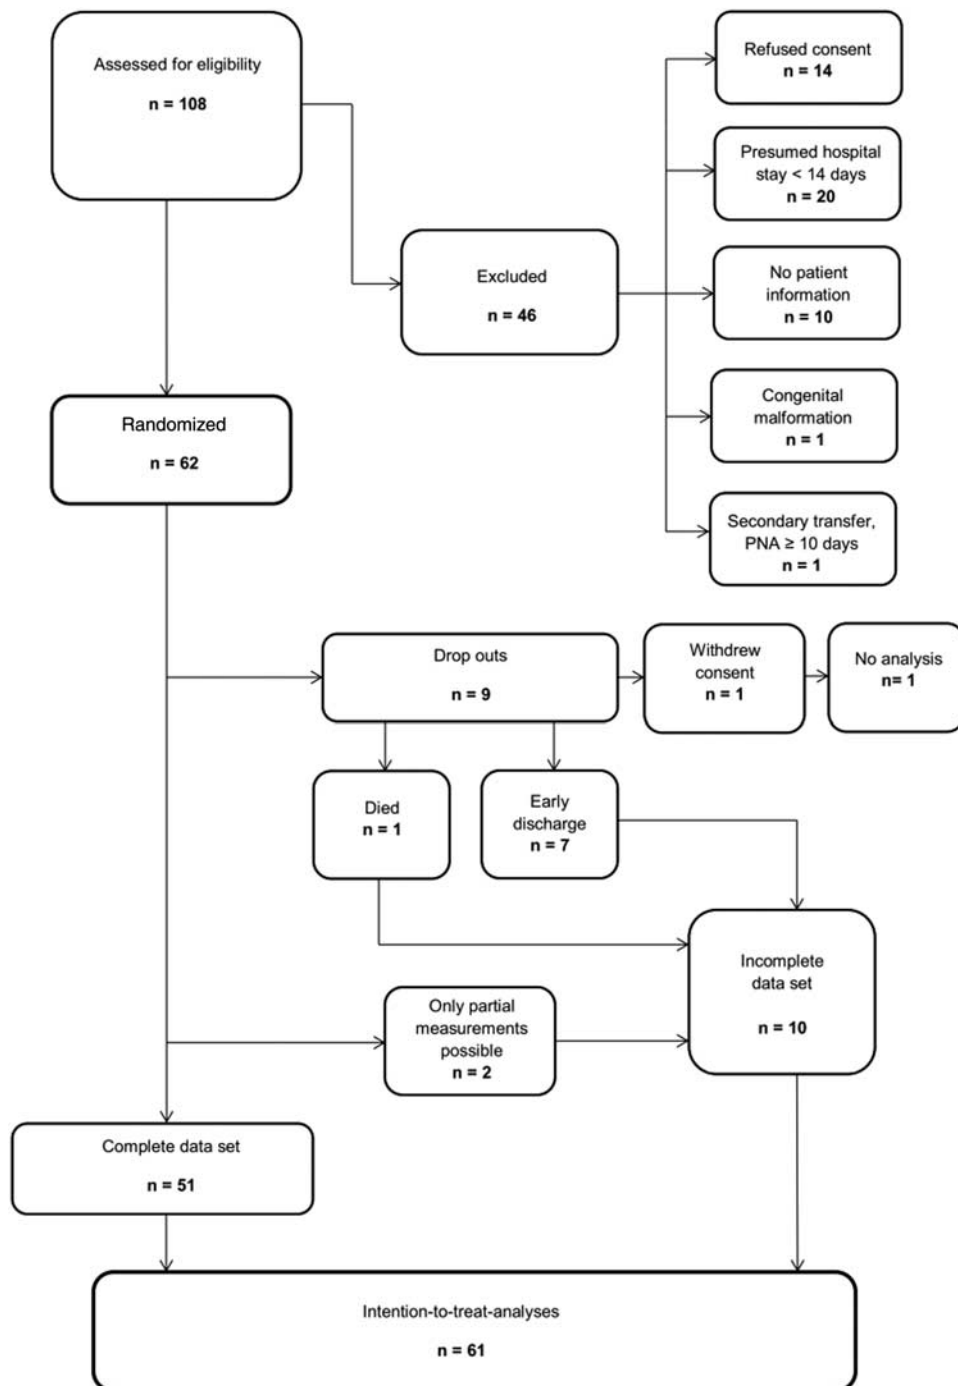 Assessed for eligibility
n = 108
Refused consent
n = 14
Presumed hospital
stay < 14 days
n = 20
Excluded
n = 46
No patient
information
n = 10
Congenital
malformation
n = 1
Secondary transfer,
PNA ≥ 10 days
n = 1
Randomized
n = 62
Drop outs
n = 9
Withdrew
consent
n = 1
No analysis
n= 1
Died
n = 1
Early
discharge
n = 7
Incomplete
data set
n = 10
Only partial
measurements
possible
n = 2
Complete data set
n = 51
Intention-to-treat-analyses
n = 61